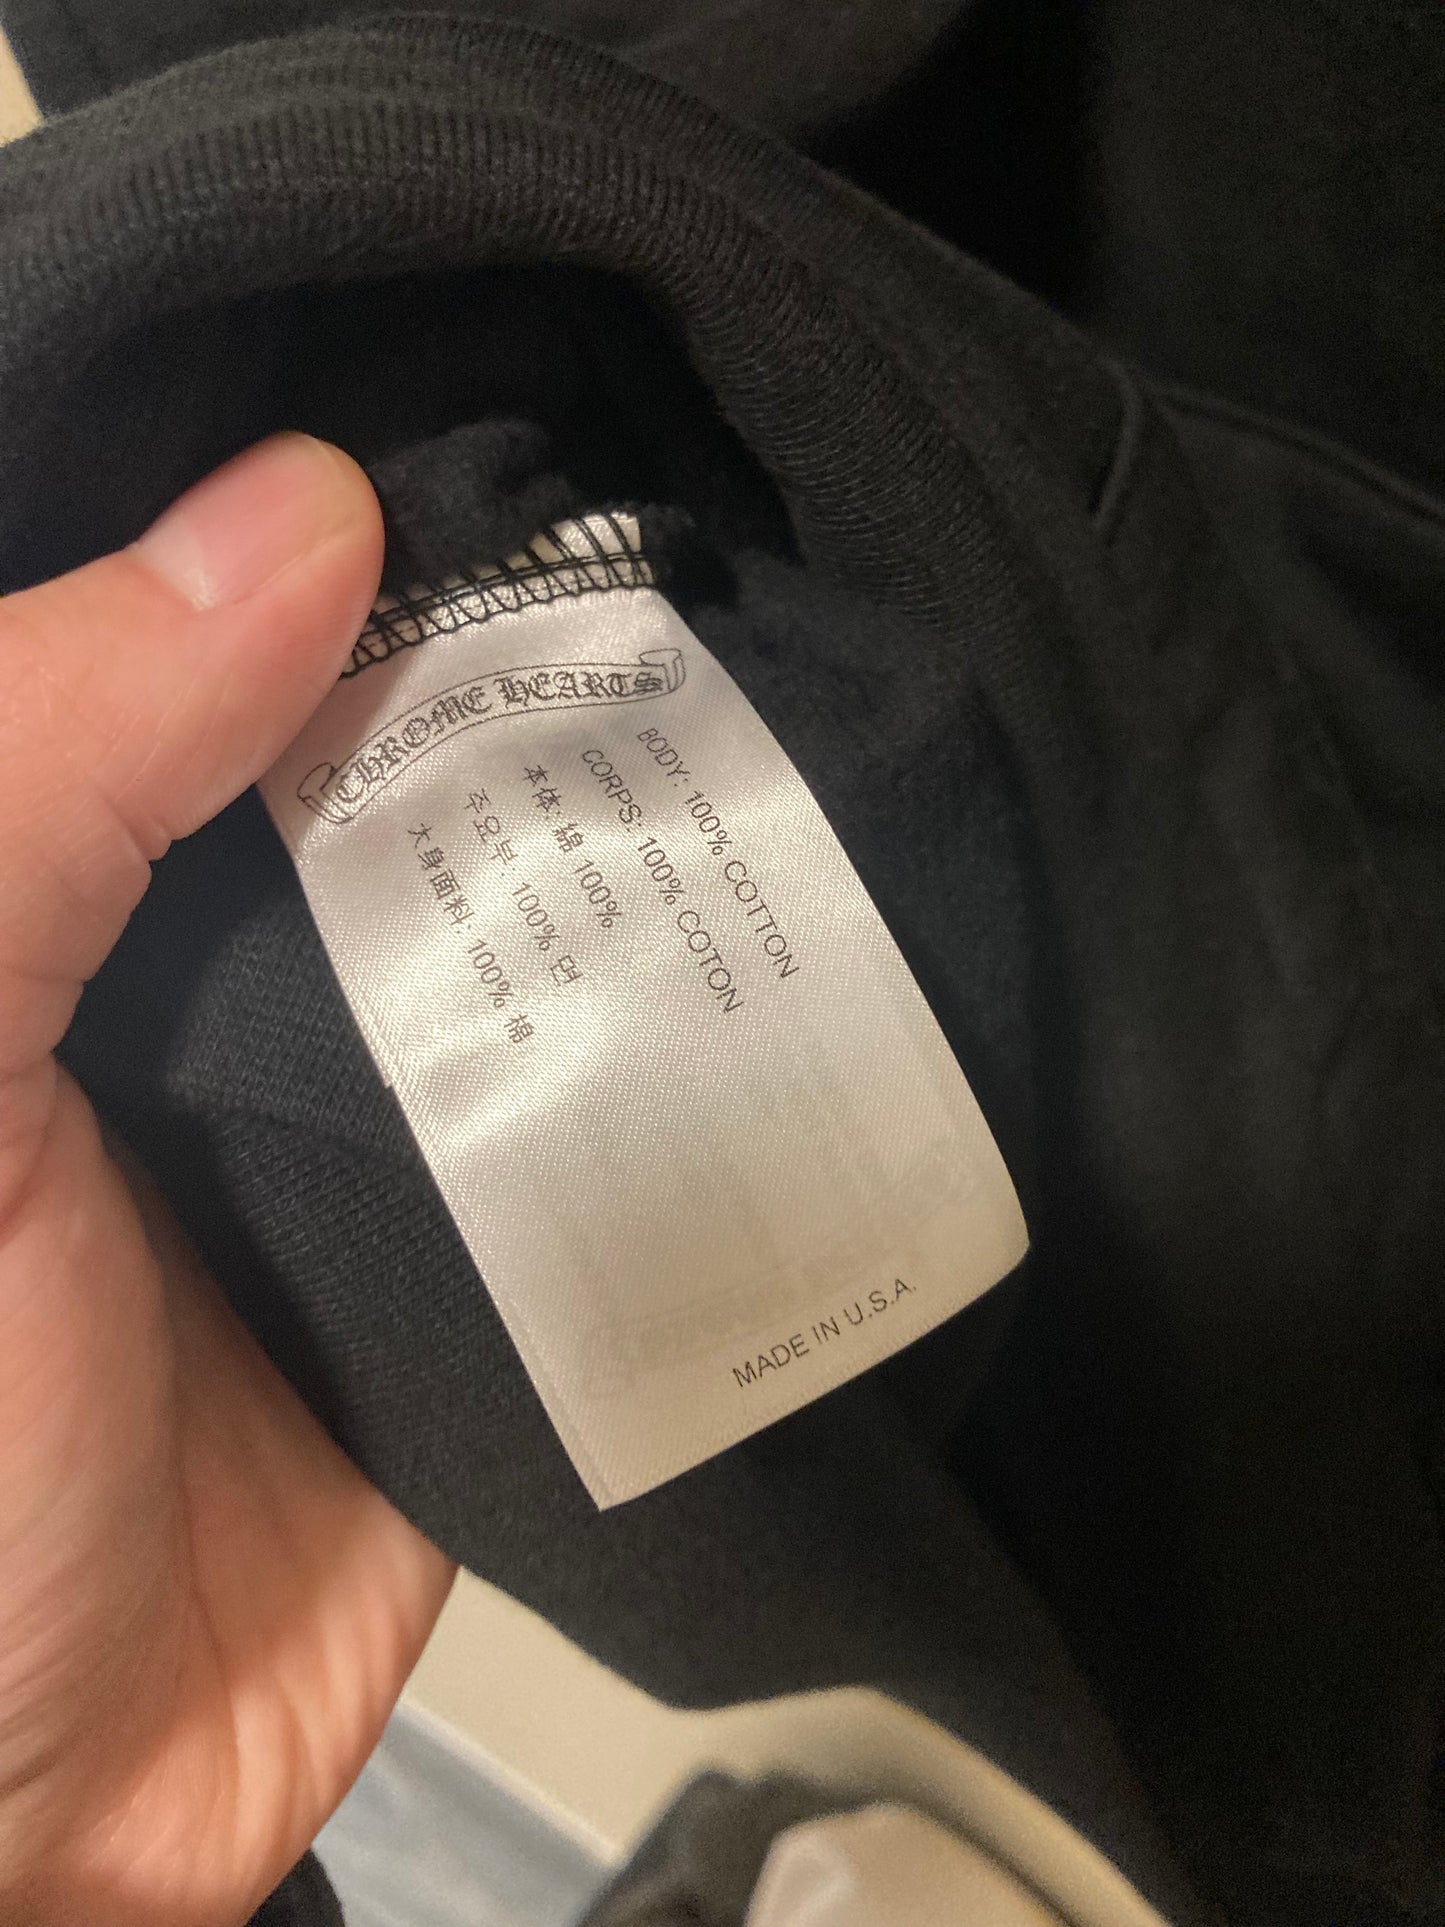 CHROME HEARTS
BODY: 100% COTTON
CORPS: 100% COTON
本体: 綿 100%
주요부: 100% 면
大身面料: 100% 棉
MADE IN U.S.A.